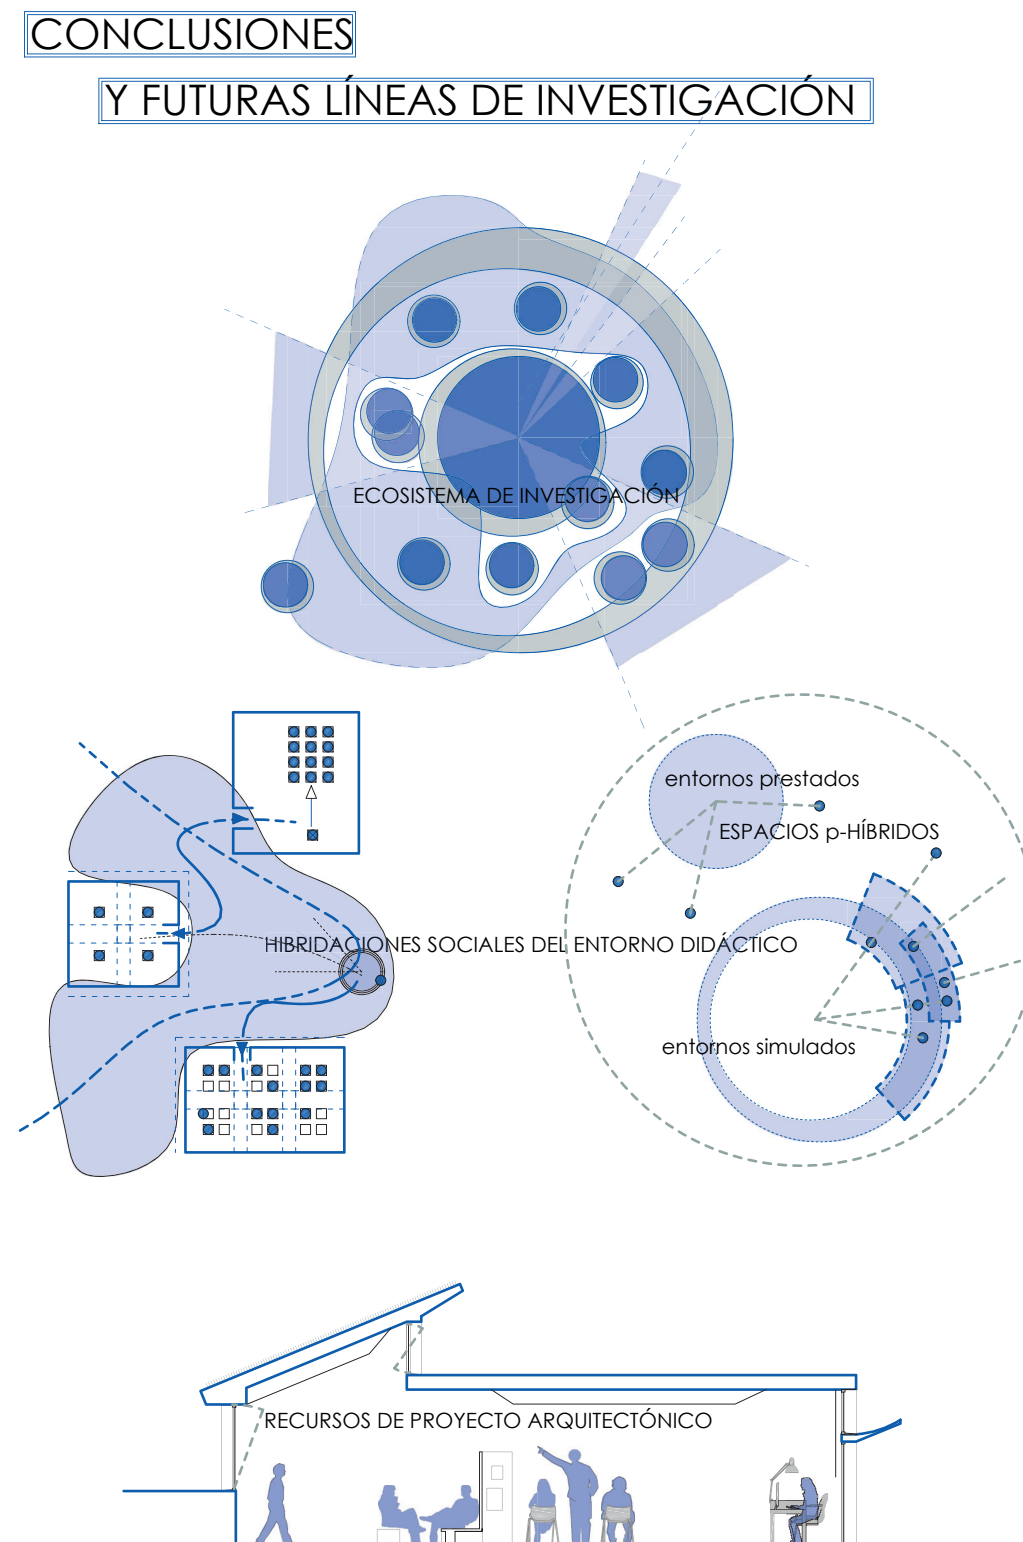 CONCLUSIONES
Y FUTURAS LÍNEAS DE INVESTIGACIÓN
ECOSISTEMA DE INVESTIGACIÓN
entornos prestados
ESPACIOS p-HÍBRIDOS
HIBRIDACIONES SOCIALES DEL ENTORNO DIDÁCTICO
entornos simulados
RECURSOS DE PROYECTO ARQUITECTÓNICO